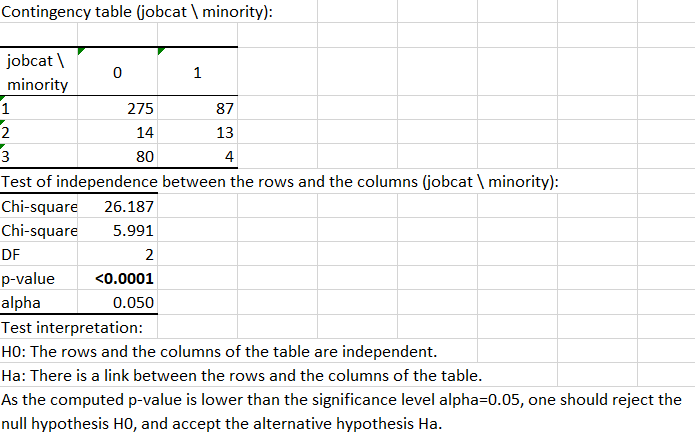 Contingency table (jobcat \ minority):
jobcat \ minority 0 1
1 275 87
2 14 13
3 80 4
Test of independence between the rows and the columns (jobcat \ minority):
Chi-square 26.187
Chi-square 5.991
DF 2
p-value <0.0001
alpha 0.050
Test interpretation:
H0: The rows and the columns of the table are independent.
Ha: There is a link between the rows and the columns of the table.
As the computed p-value is lower than the significance level alpha=0.05, one should reject the
null hypothesis H0, and accept the alternative hypothesis Ha.